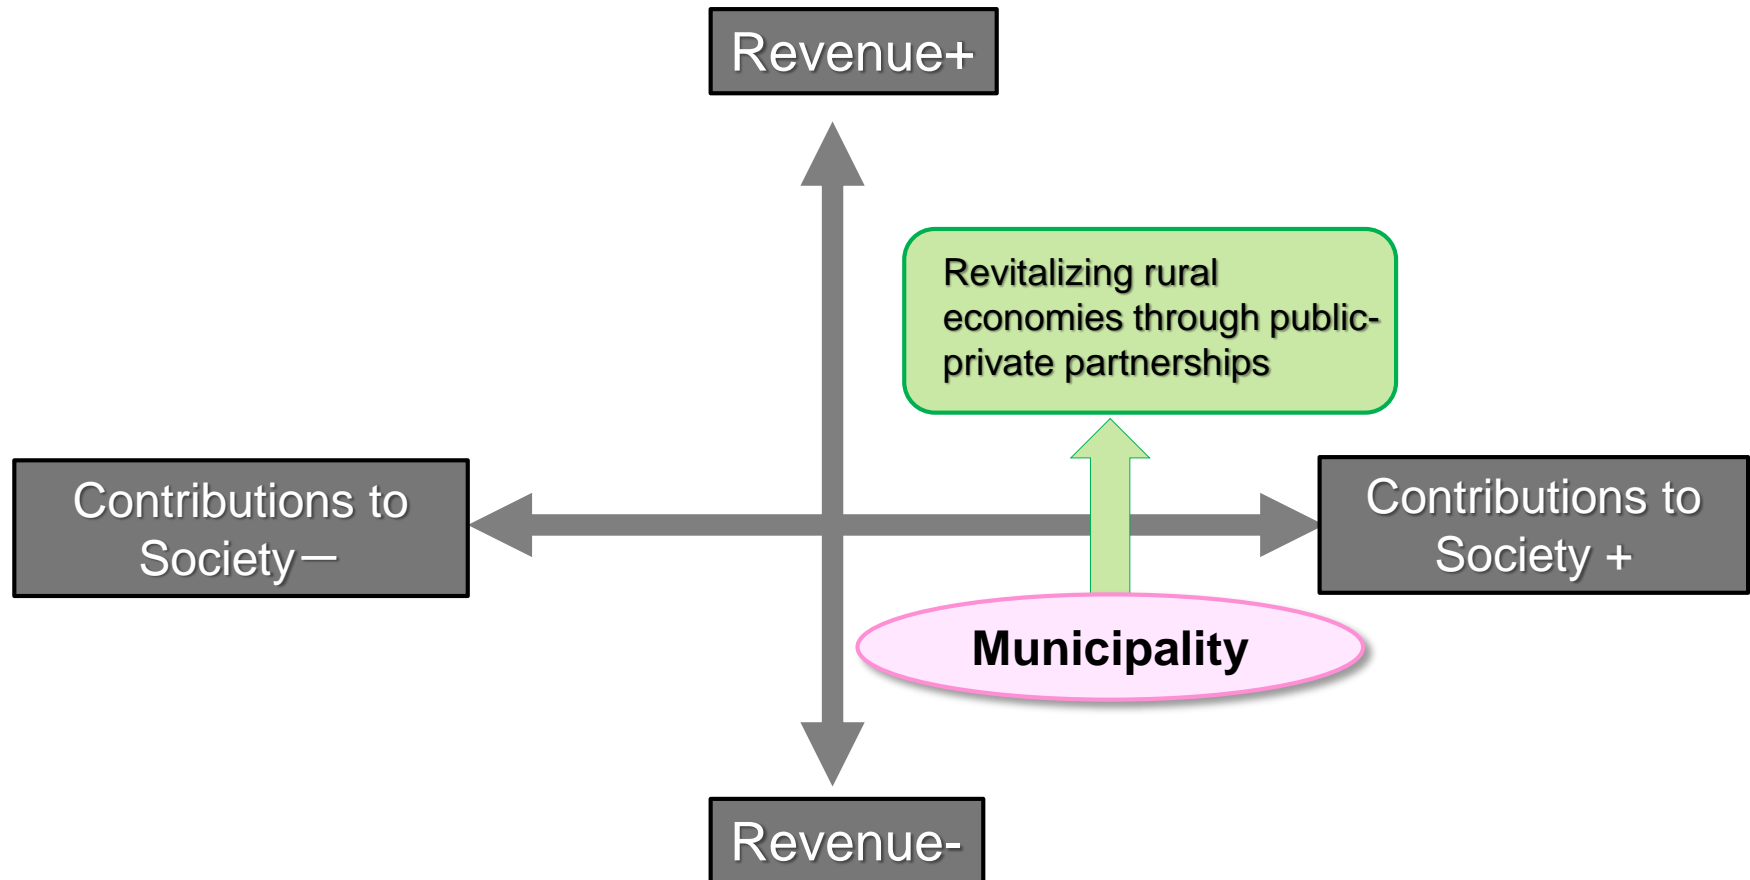 Revenue+
Revitalizing rural
economies through public-
private partnerships
Contributions to
Society－
Contributions to
Society +
Municipality
Revenue-